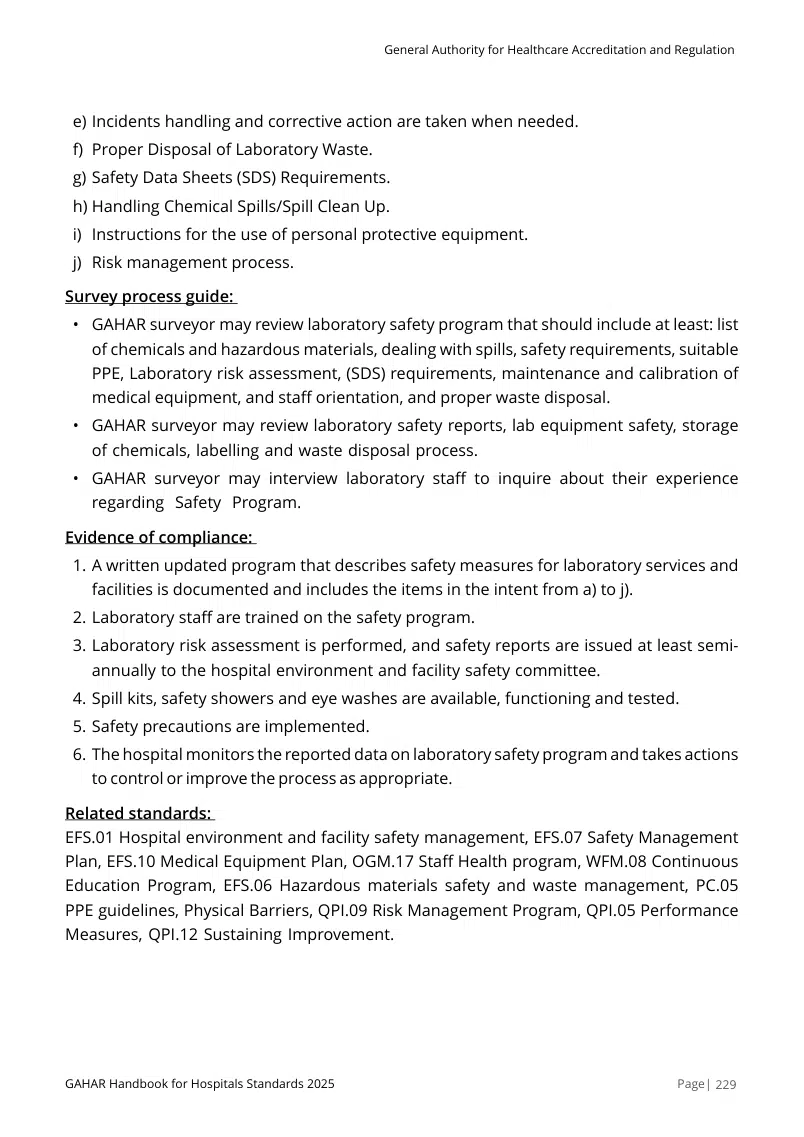 General Authority for Healthcare Accreditation and Regulation
e) Incidents handling and corrective action are taken when needed.
f) Proper Disposal of Laboratory Waste.
g) Safety Data Sheets (SDS) Requirements.
h) Handling Chemical Spills/Spill Clean Up.
i) Instructions for the use of personal protective equipment.
j) Risk management process.
Survey process guide:
• GAHAR surveyor may review laboratory safety program that should include at least: list
of chemicals and hazardous materials, dealing with spills, safety requirements, suitable
PPE, Laboratory risk assessment, (SDS) requirements, maintenance and calibration of
medical equipment, and staff orientation, and proper waste disposal.
• GAHAR surveyor may review laboratory safety reports, lab equipment safety, storage
of chemicals, labelling and waste disposal process.
• GAHAR surveyor may interview laboratory staff to inquire about their experience
regarding Safety Program.
Evidence of compliance:
1. A written updated program that describes safety measures for laboratory services and
facilities is documented and includes the items in the intent from a) to j).
2. Laboratory staff are trained on the safety program.
3. Laboratory risk assessment is performed, and safety reports are issued at least semi-
annually to the hospital environment and facility safety committee.
4. Spill kits, safety showers and eye washes are available, functioning and tested.
5. Safety precautions are implemented.
6. The hospital monitors the reported data on laboratory safety program and takes actions
to control or improve the process as appropriate.
Related standards:
EFS.01 Hospital environment and facility safety management, EFS.07 Safety Management
Plan, EFS.10 Medical Equipment Plan, OGM.17 Staff Health program, WFM.08 Continuous
Education Program, EFS.06 Hazardous materials safety and waste management, PC.05
PPE guidelines, Physical Barriers, QPI.09 Risk Management Program, QPI.05 Performance
Measures, QPI.12 Sustaining Improvement.
GAHAR Handbook for Hospitals Standards 2025
Page| 229